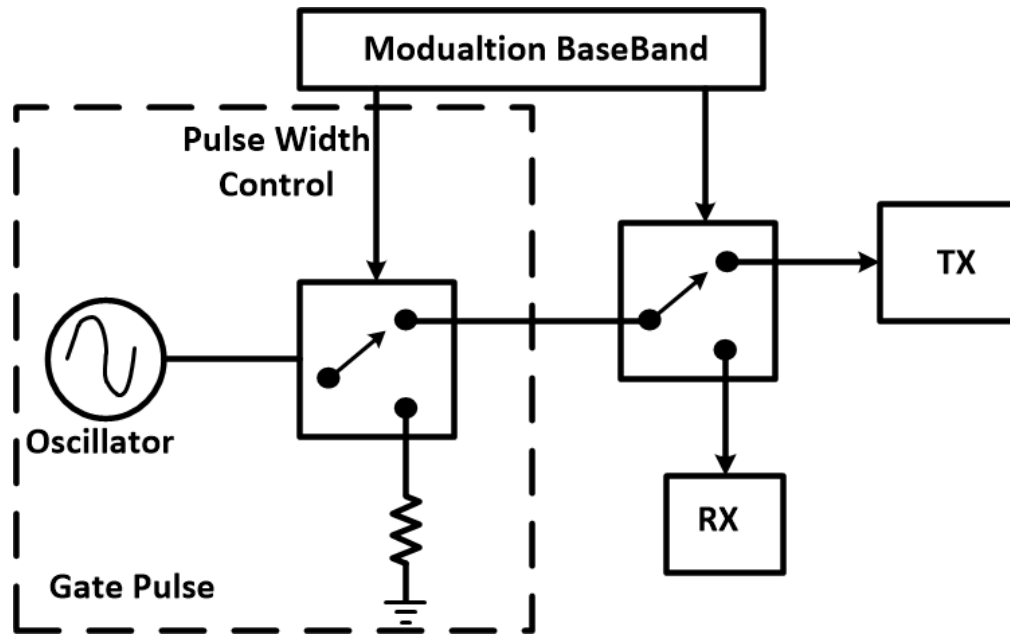 Modualtion BaseBand
Pulse Width
Control
TX
Oscillator
RX
Gate Pulse